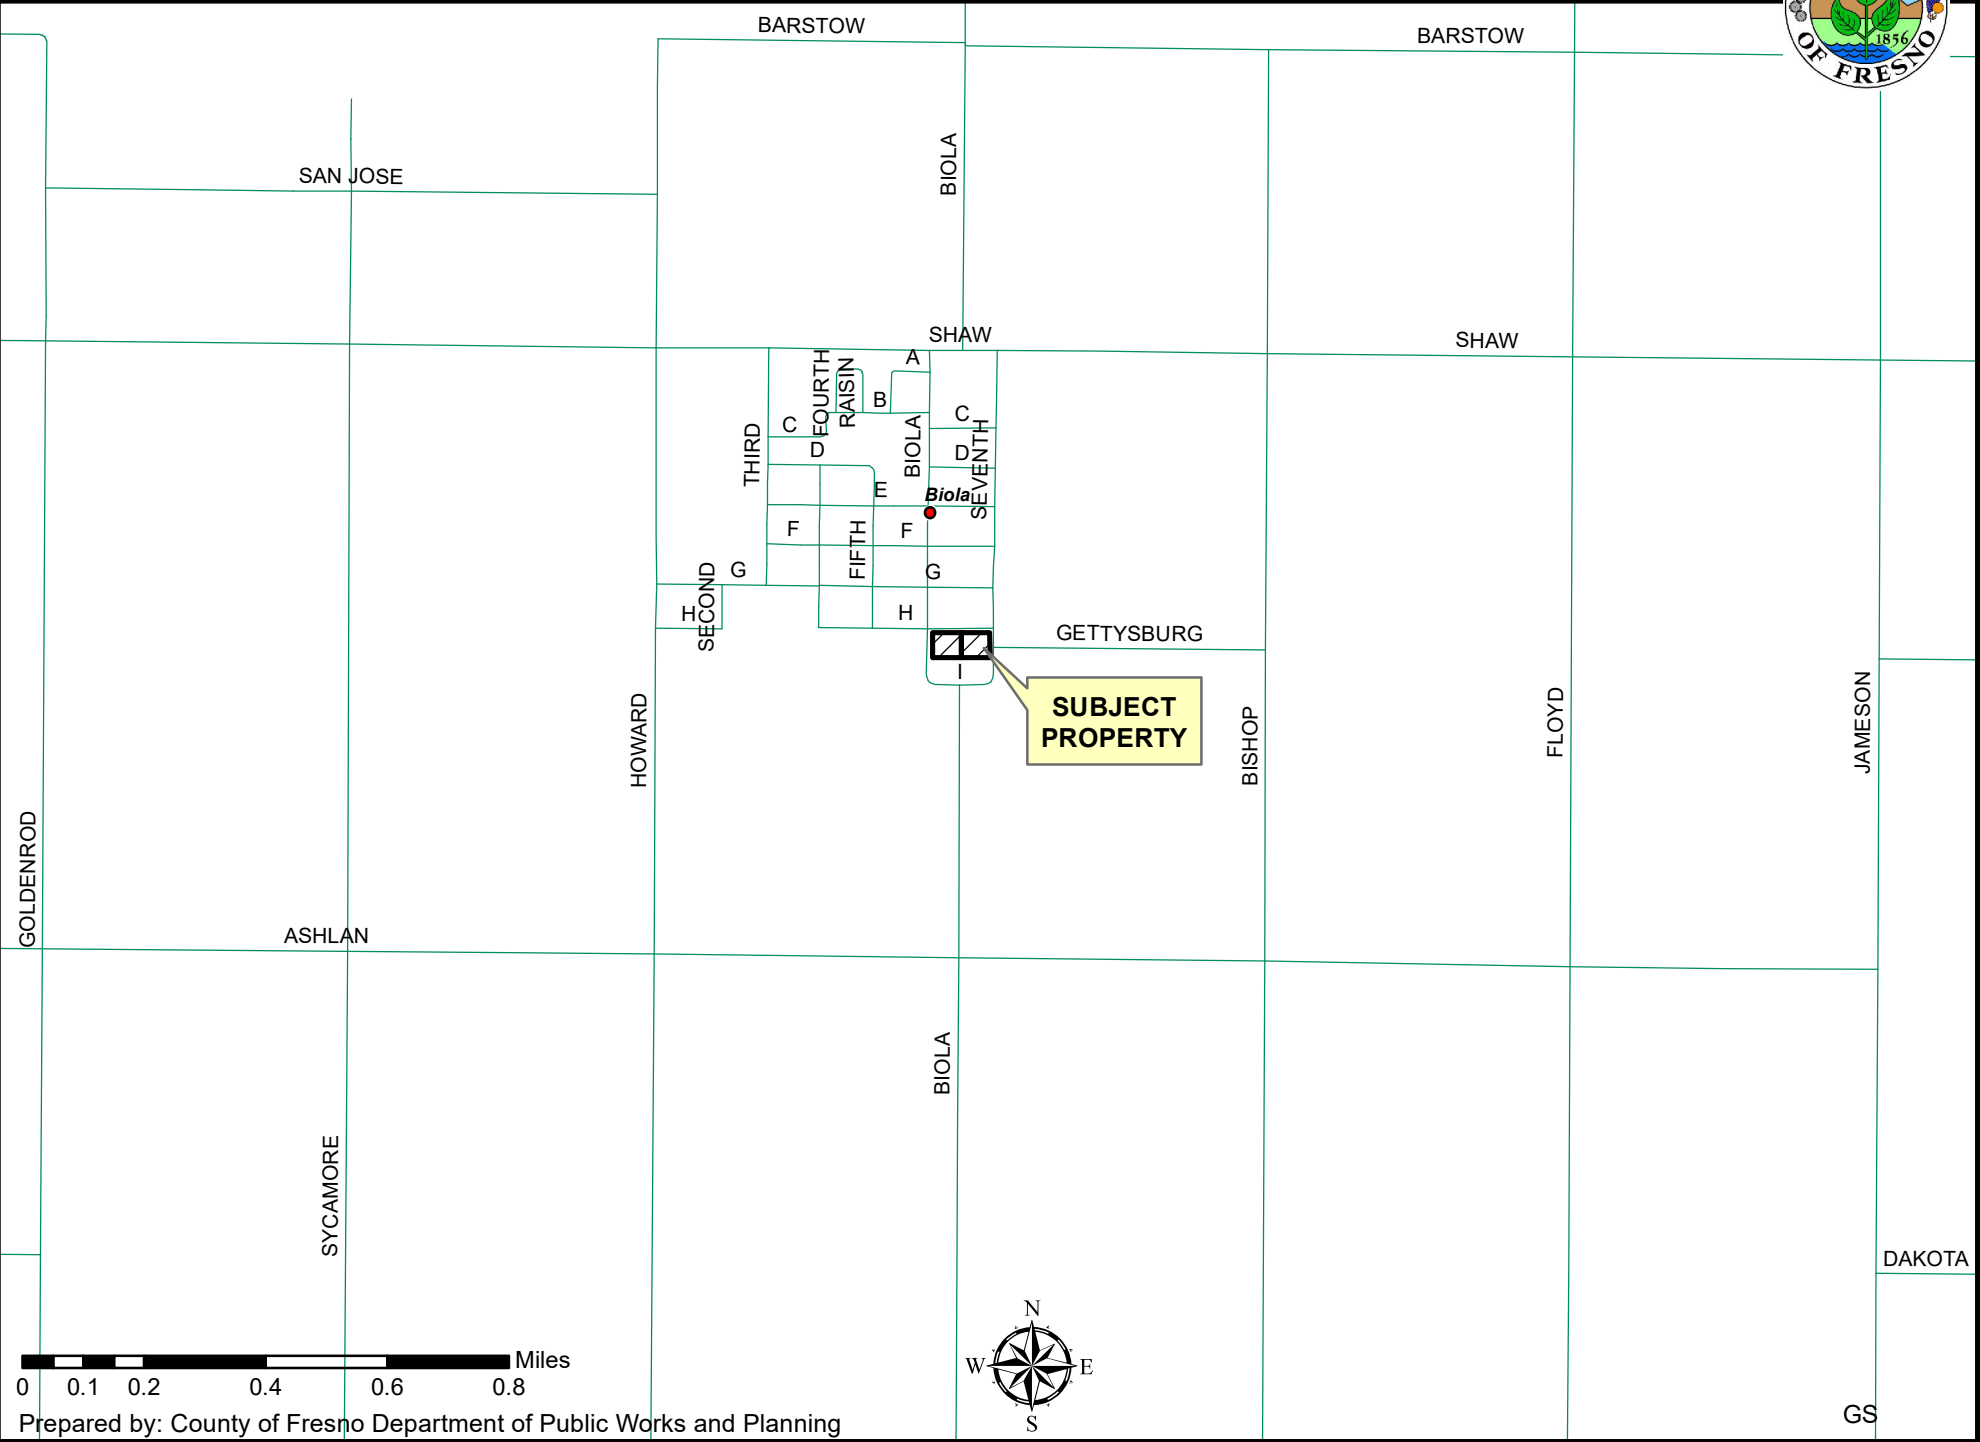 BARSTOW
BARSTOW
1856
OF FRESNO
BIOLA
SAN JOSE
SHAW
SHAW
A
FOURTH
RAISIN
B
C
C
BIOLA
THIRD
D
D
SEVENTH
E
Biola
F
F
FIFTH
G
G
SECOND
H
H
GETTYSBURG
I
SUBJECT
PROPERTY
HOWARD
BISHOP
FLOYD
JAMESON
GOLDENROD
ASHLAN
BIOLA
SYCAMORE
DAKOTA
N
W E
S
Miles
0 0.1 0.2 0.4 0.6 0.8
GS
Prepared by: County of Fresno Department of Public Works and Planning